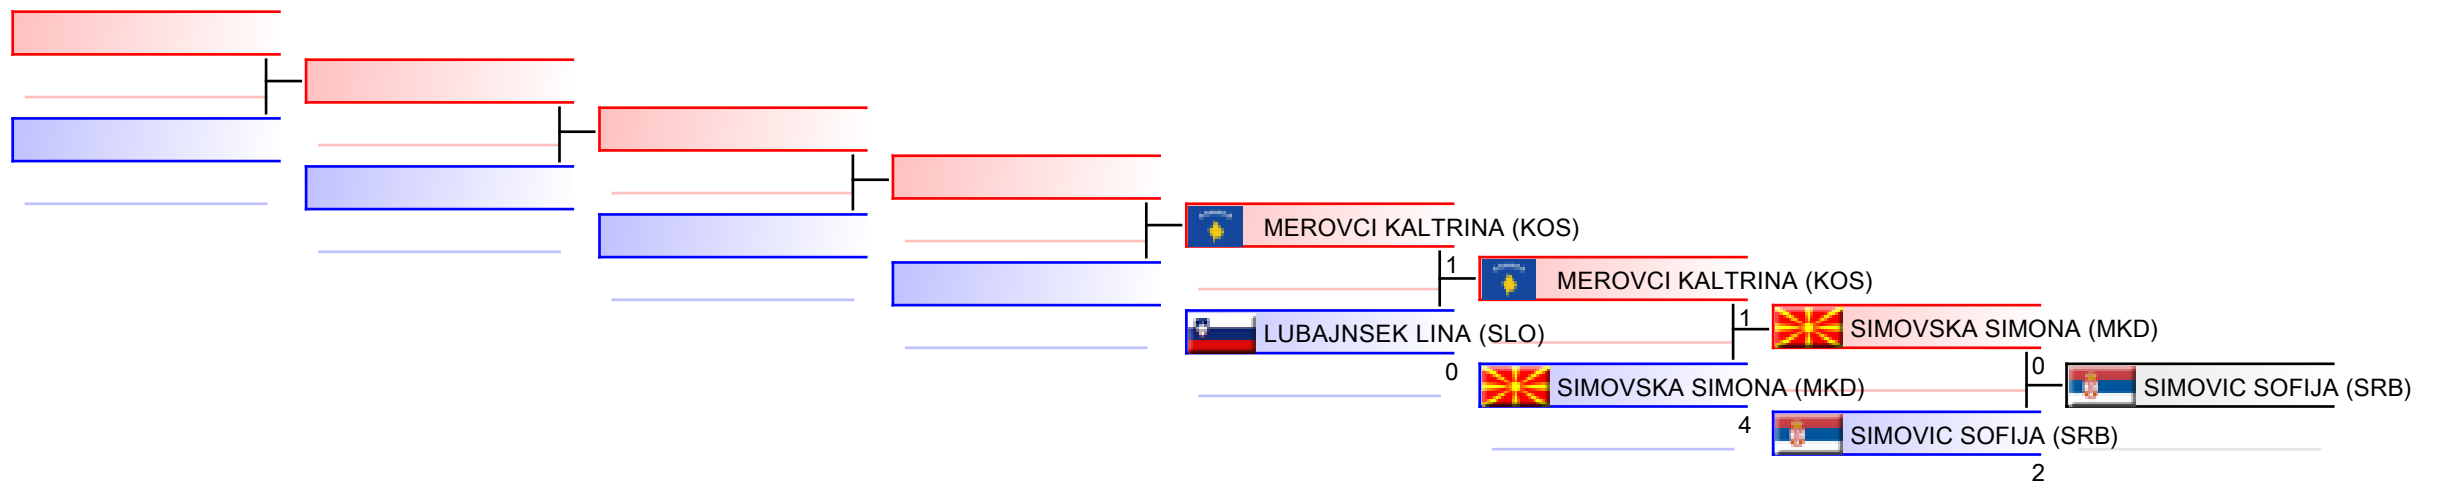 MEROVCI KALTRINA (KOS)
1
MEROVCI KALTRINA (KOS)
LUBAJNSEK LINA (SLO)
0
1
SIMOVSKA SIMONA (MKD)
SIMOVSKA SIMONA (MKD)
4
0
SIMOVIC SOFIJA (SRB)
SIMOVIC SOFIJA (SRB)
2